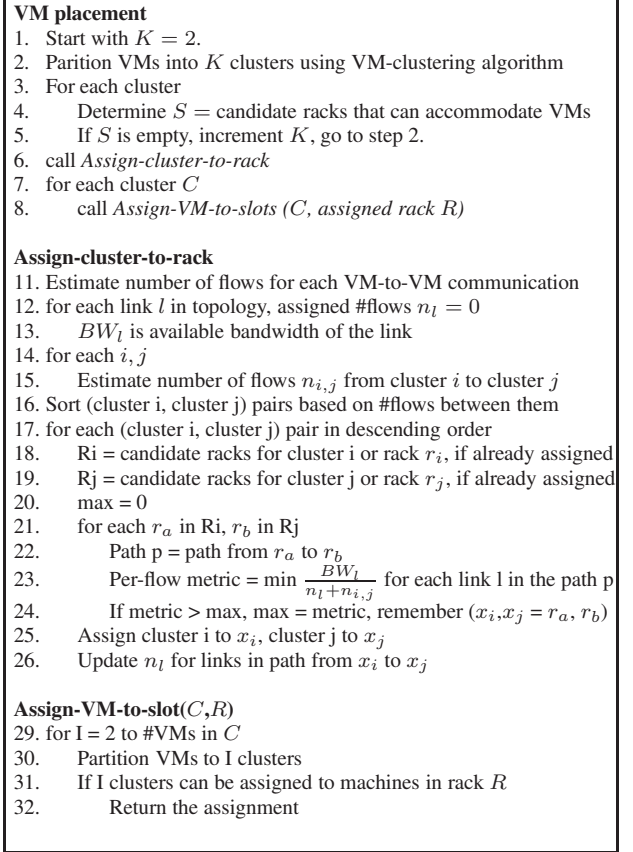 VM placement
1. Start with K = 2.
2. Parition VMs into K clusters using VM-clustering algorithm
3. For each cluster
4. Determine S = candidate racks that can accommodate VMs
5. If S is empty, increment K, go to step 2.
6. call Assign-cluster-to-rack
7. for each cluster C
8. call Assign-VM-to-slots (C, assigned rack R)
Assign-cluster-to-rack
11. Estimate number of flows for each VM-to-VM communication
12. for each link l in topology, assigned #flows n_l = 0
13. BW_l is available bandwidth of the link
14. for each i, j
15. Estimate number of flows n_{i,j} from cluster i to cluster j
16. Sort (cluster i, cluster j) pairs based on #flows between them
17. for each (cluster i, cluster j) pair in descending order
18. Ri = candidate racks for cluster i or rack r_i, if already assigned
19. Rj = candidate racks for cluster j or rack r_j, if already assigned
20. max = 0
21. for each r_a in Ri, r_b in Rj
22. Path p = path from r_a to r_b
23. Per-flow metric = min \frac{BW_l}{n_l+n_{i,j}} for each link l in the path p
24. If metric > max, max = metric, remember (x_i,x_j = r_a, r_b)
25. Assign cluster i to x_i, cluster j to x_j
26. Update n_l for links in path from x_i to x_j
Assign-VM-to-slot(C,R)
29. for I = 2 to #VMs in C
30. Partition VMs to I clusters
31. If I clusters can be assigned to machines in rack R
32. Return the assignment